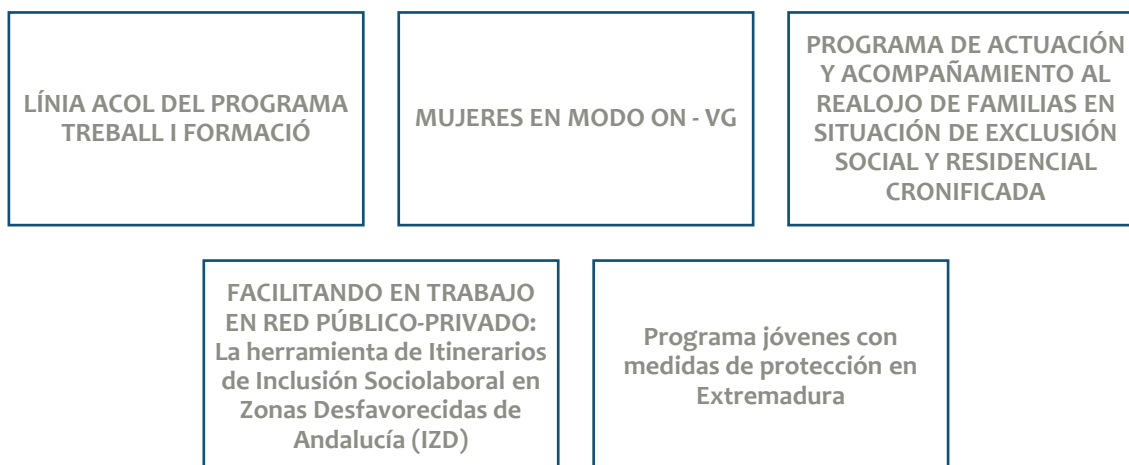 LÍNIA ACOL DEL PROGRAMA
TREBALL I FORMACIÓ
MUJERES EN MODO ON - VG
PROGRAMA DE ACTUACIÓN
Y ACOMPAÑAMIENTO AL
REALOJO DE FAMILIAS EN
SITUACIÓN DE EXCLUSIÓN
SOCIAL Y RESIDENCIAL
CRONIFICADA
FACILITANDO EN TRABAJO
EN RED PÚBLICO-PRIVADO:
La herramienta de Itinerarios
de Inclusión Sociolaboral en
Zonas Desfavorecidas de
Andalucía (IZD)
Programa jóvenes con
medidas de protección en
Extremadura